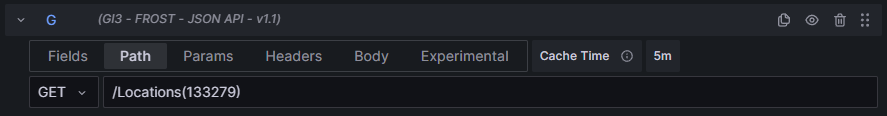 G (GI3 - FROST - JSON API - v1.1)
Fields Path Params Headers Body Experimental Cache Time 5m
GET /Locations(133279)